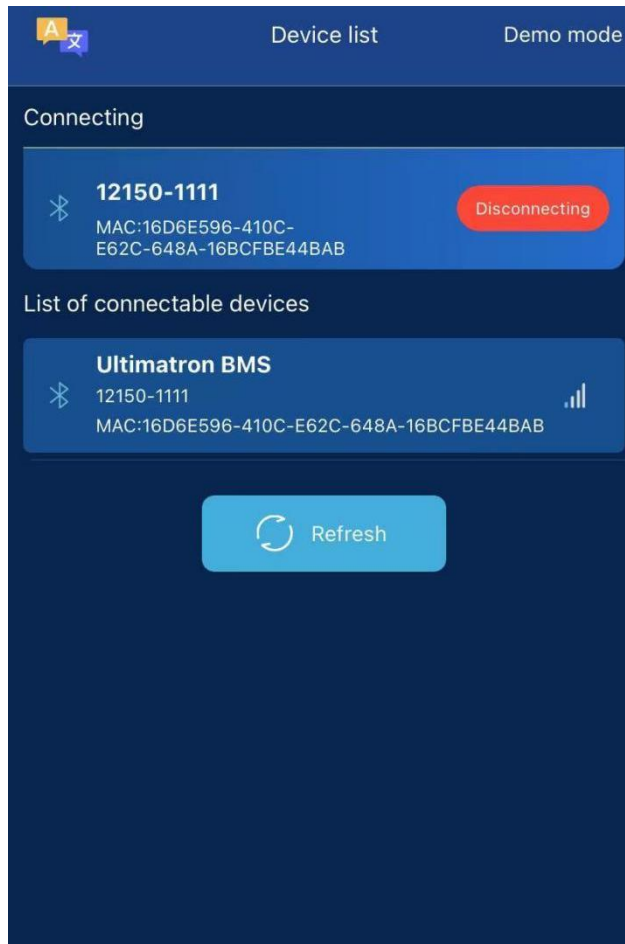 A 文
Device list
Demo mode
Connecting
12150-1111
Disconnecting
MAC:16D6E596-410C-
E62C-648A-16BCFBE44BAB
List of connectable devices
Ultimatron BMS
12150-1111
MAC:16D6E596-410C-E62C-648A-16BCFBE44BAB
Refresh